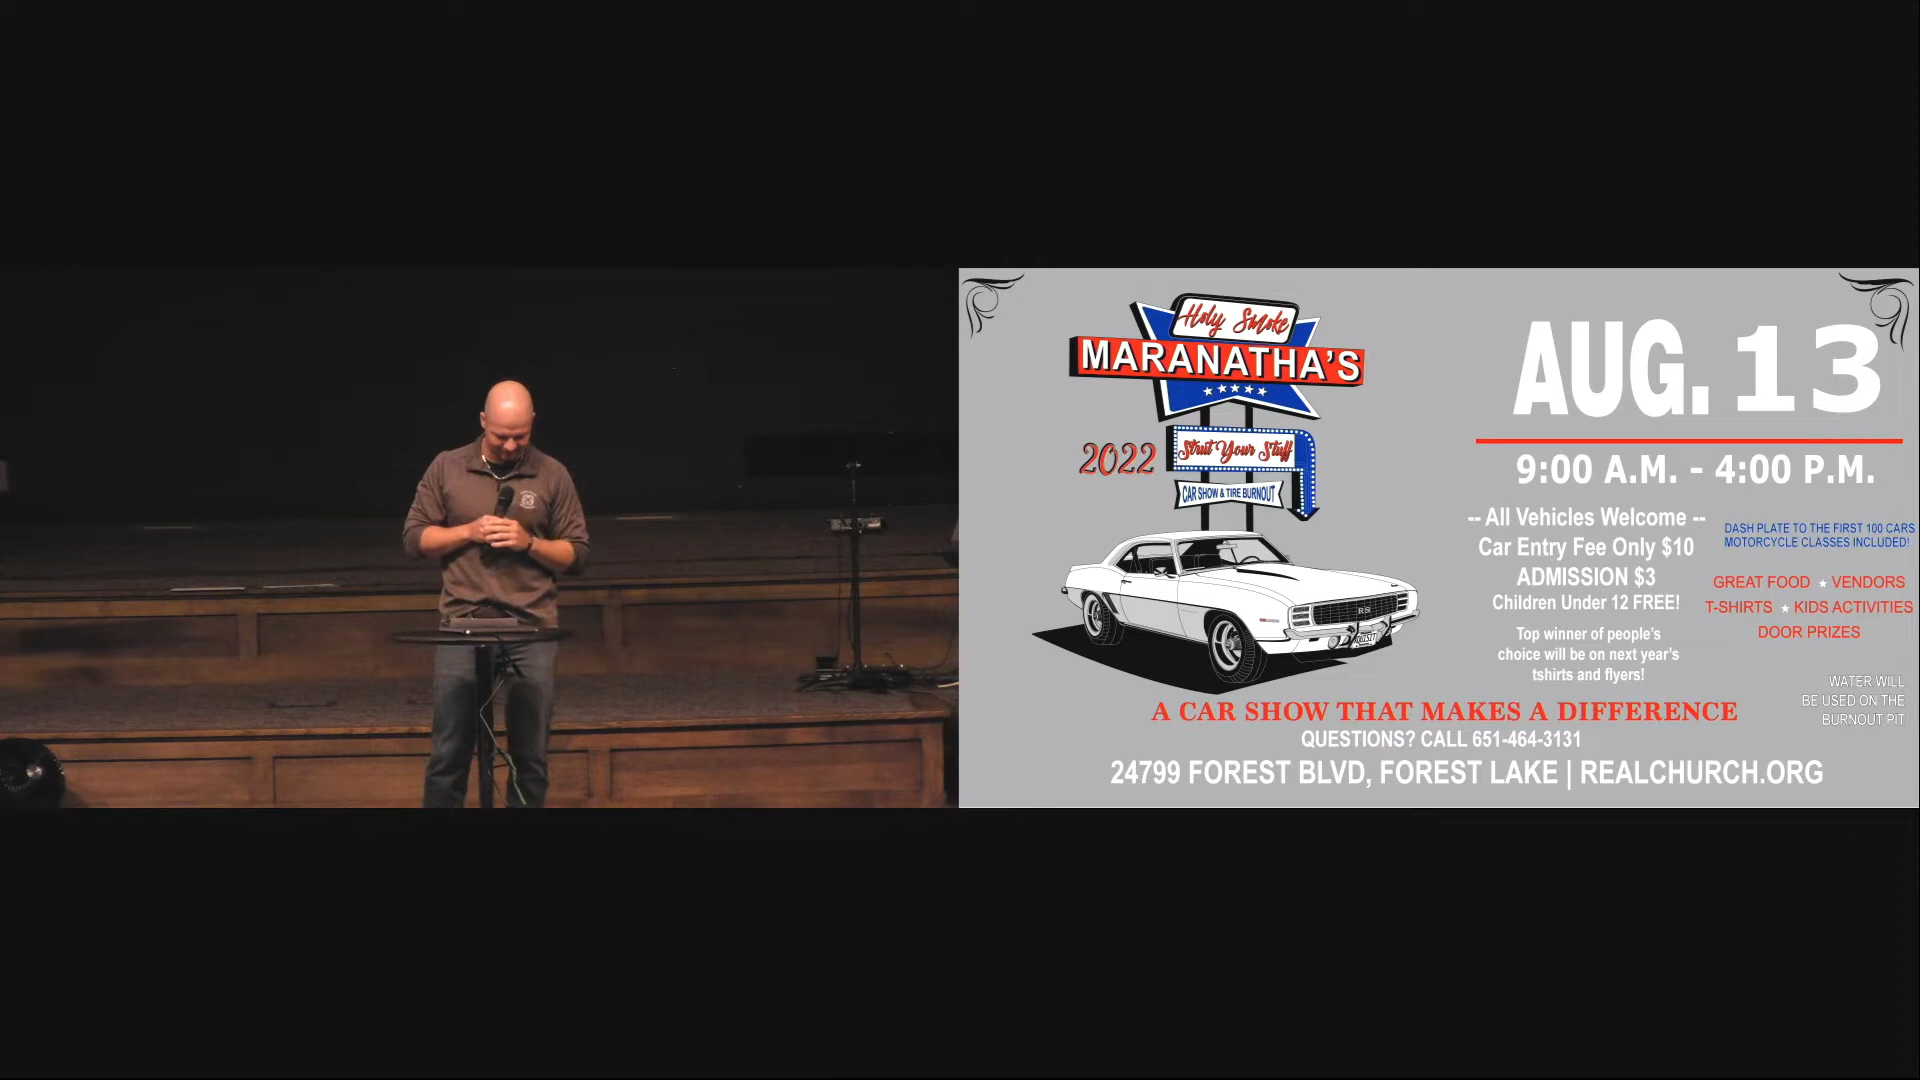 Holy Smoke
MARANATHA'S
2022
Strut Your Stuff
CAR SHOW & TIRE BURNOUT
RS
AUG. 13
9:00 A.M. - 4:00 P.M.
-- All Vehicles Welcome --
Car Entry Fee Only $10
ADMISSION $3
Children Under 12 FREE!
Top winner of people's
choice will be on next year's
tshirts and flyers!
DASH PLATE TO THE FIRST 100 CARS
MOTORCYCLE CLASSES INCLUDED!
GREAT FOOD ★ VENDORS
T-SHIRTS ★ KIDS ACTIVITIES
DOOR PRIZES
WATER WILL
BE USED ON THE
BURNOUT PIT
A CAR SHOW THAT MAKES A DIFFERENCE
QUESTIONS? CALL 651-464-3131
24799 FOREST BLVD, FOREST LAKE | REALCHURCH.ORG